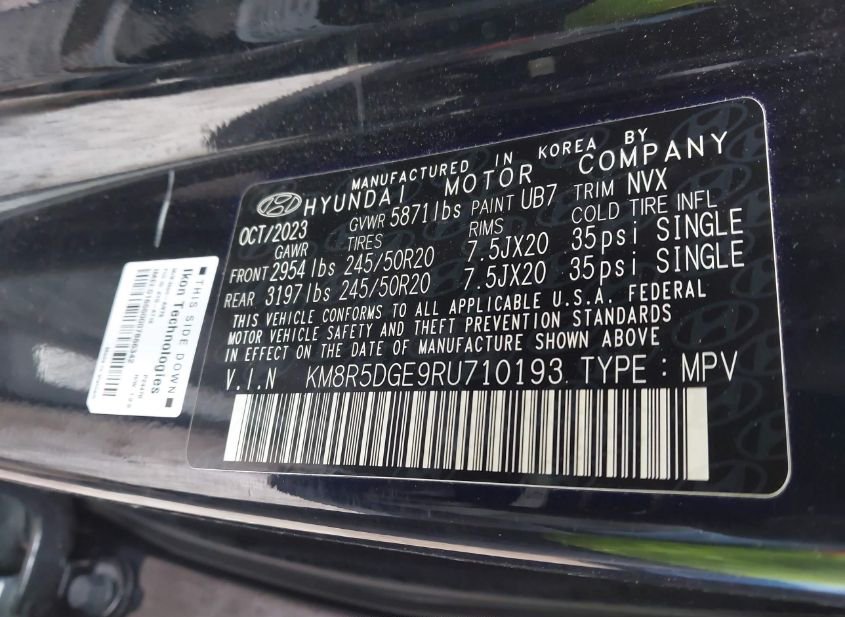 MANUFACTURED IN KOREA BY
HYUNDAI MOTOR COMPANY
OCT/2023 GVWR 5871lbs PAINT UB7 TRIM NVX
GAWR TIRES RIMS COLD TIRE INFL
FRONT 2954lbs 245/50R20 7.5JX20 35psi SINGLE
REAR 3197lbs 245/50R20 7.5JX20 35psi SINGLE
THIS VEHICLE CONFORMS TO ALL APPLICABLE U.S.A. FEDERAL
MOTOR VEHICLE SAFETY AND THEFT PREVENTION STANDARDS
IN EFFECT ON THE DATE OF MANUFACTURE SHOWN ABOVE
V.I.N KM8R5DGE9RU710193 TYPE : MPV
THIS SIDE DOWN
Ikon Technologies